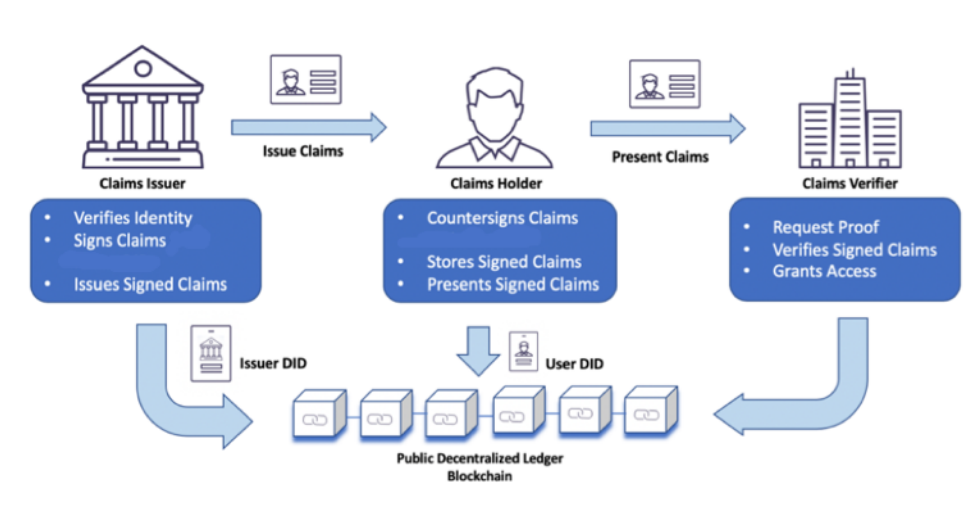 Issue Claims
Present Claims
Claims Issuer
Claims Holder
Claims Verifier
• Verifies Identity
• Signs Claims
• Issues Signed Claims
• Countersigns Claims
• Stores Signed Claims
• Presents Signed Claims
• Request Proof
• Verifies Signed Claims
• Grants Access
Issuer DID
User DID
Public Decentralized Ledger
Blockchain